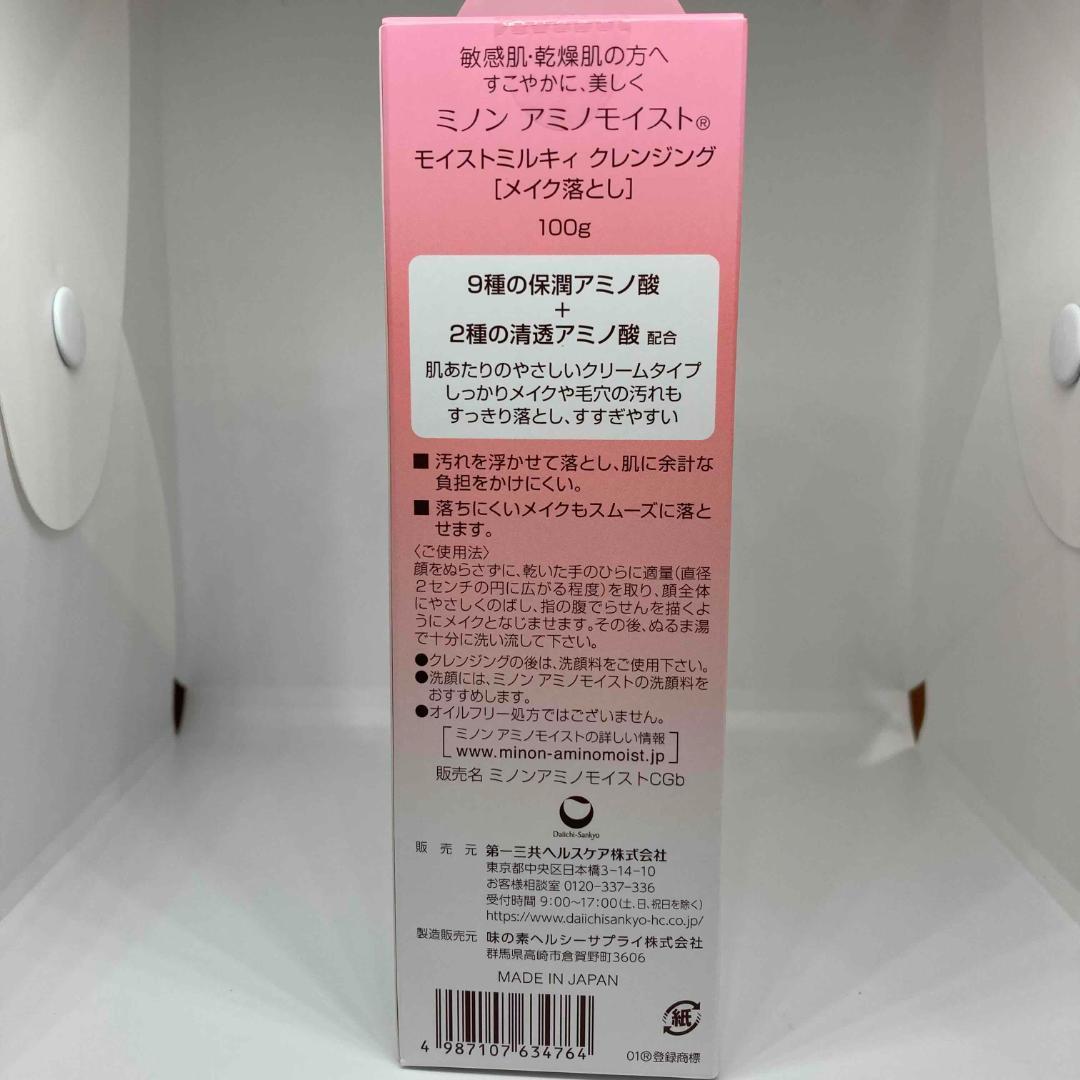 敏感肌・乾燥肌の方へ
すこやかに、美しく
ミノン アミノモイスト®
モイストミルキィ クレンジング
[メイク落とし]
100g
9種の保潤アミノ酸
+
2種の清透アミノ酸 配合
肌あたりのやさしいクリームタイプ
しっかりメイクや毛穴の汚れも
すっきり落とし、すすぎやすい
■ 汚れを浮かせて落とし、肌に余計な
負担をかけにくい。
■ 落ちにくいメイクもスムーズに落と
せます。
〈ご使用法〉
顔をぬらさずに、乾いた手のひらに適量(直径
2センチの円に広がる程度)を取り、顔全体
にやさしくのばし、指の腹でらせんを描くよ
うにメイクとなじませます。その後、ぬるま湯
で十分に洗い流して下さい。
●クレンジングの後は、洗顔料をご使用下さい。
●洗顔には、ミノン アミノモイストの洗顔料を
おすすめします。
●オイルフリー処方ではございません。
[ミノン アミノモイストの詳しい情報
www.minon-aminomoist.jp]
販売名 ミノンアミノモイストCGb
Daiichi-Sankyo
販売元 第一三共ヘルスケア株式会社
東京都中央区日本橋3-14-10
お客様相談室 0120-337-336
受付時間 9:00〜17:00(土、日、祝日を除く)
https://www.daiichisankyo-hc.co.jp/
製造販売元 味の素ヘルシーサプライ株式会社
群馬県高崎市倉賀野町3606
MADE IN JAPAN
紙
4 987107 634764
01®登録商標